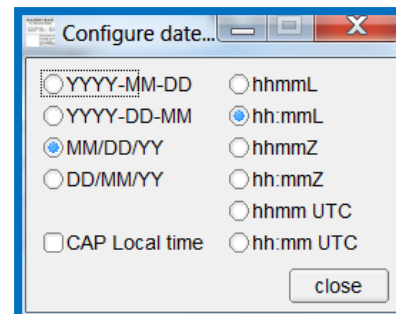 Configure date...
YYYY-MM-DD hhmmL
YYYY-DD-MM hh:mmL
MM/DD/YY hhmmZ
DD/MM/YY hh:mmZ
hhmm UTC
CAP Local time hh:mm UTC
close